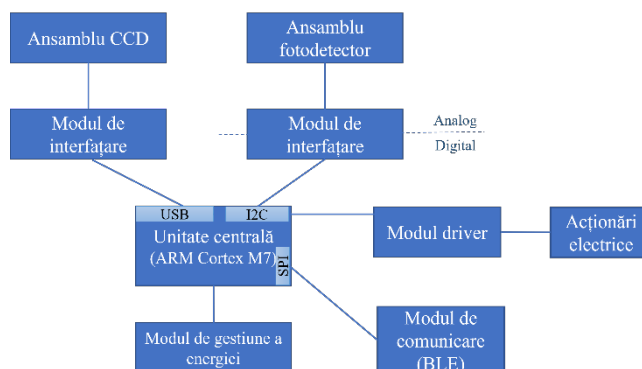 Ansamblu CCD
Ansamblu
fotodetector
Modul de
interfațare
Modul de
interfațare
Analog
Digital
USB
I2C
Unitate centrală
(ARM Cortex M7)
SPI
Modul driver
Acționări
electrice
Modul de gestiune a
energiei
Modul de
comunicare
(BLE)